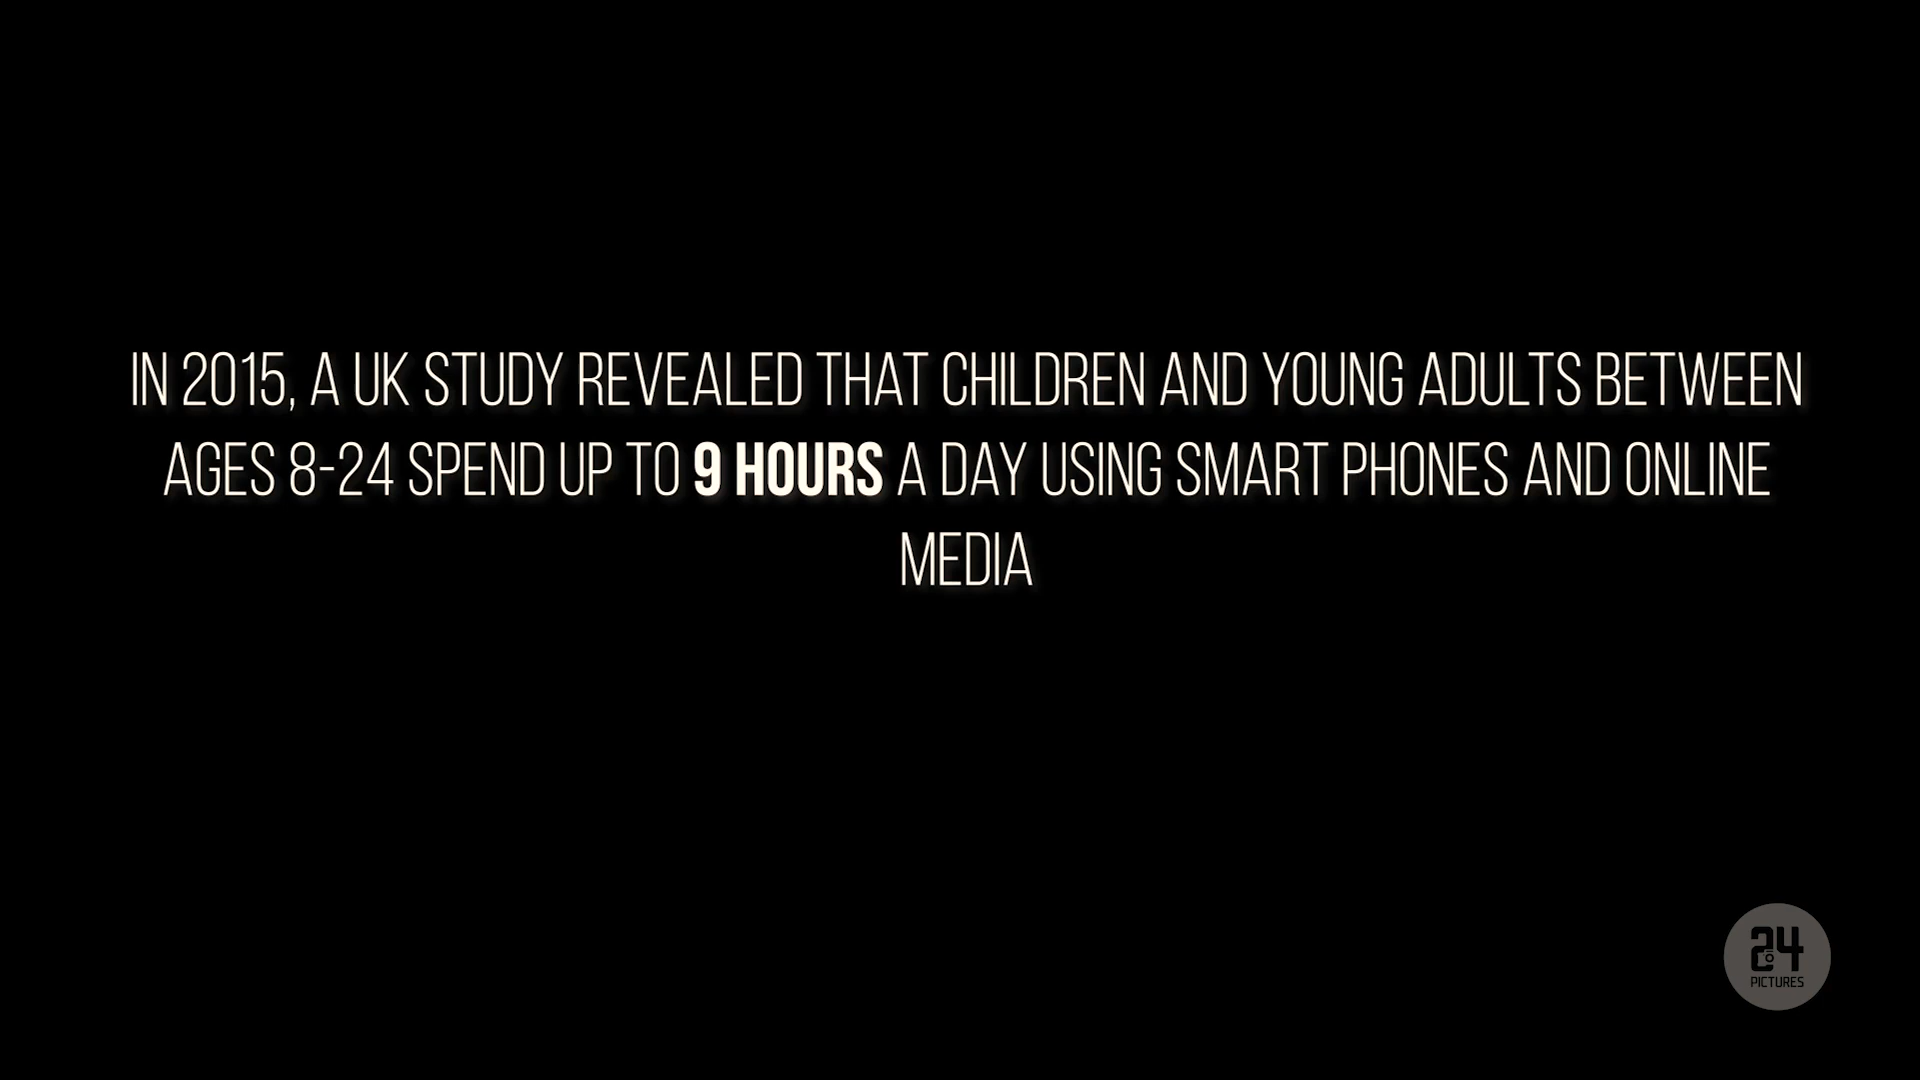 IN 2015, A UK STUDY REVEALED THAT CHILDREN AND YOUNG ADULTS BETWEEN
AGES 8-24 SPEND UP TO 9 HOURS A DAY USING SMART PHONES AND ONLINE
MEDIA
24
PICTURES